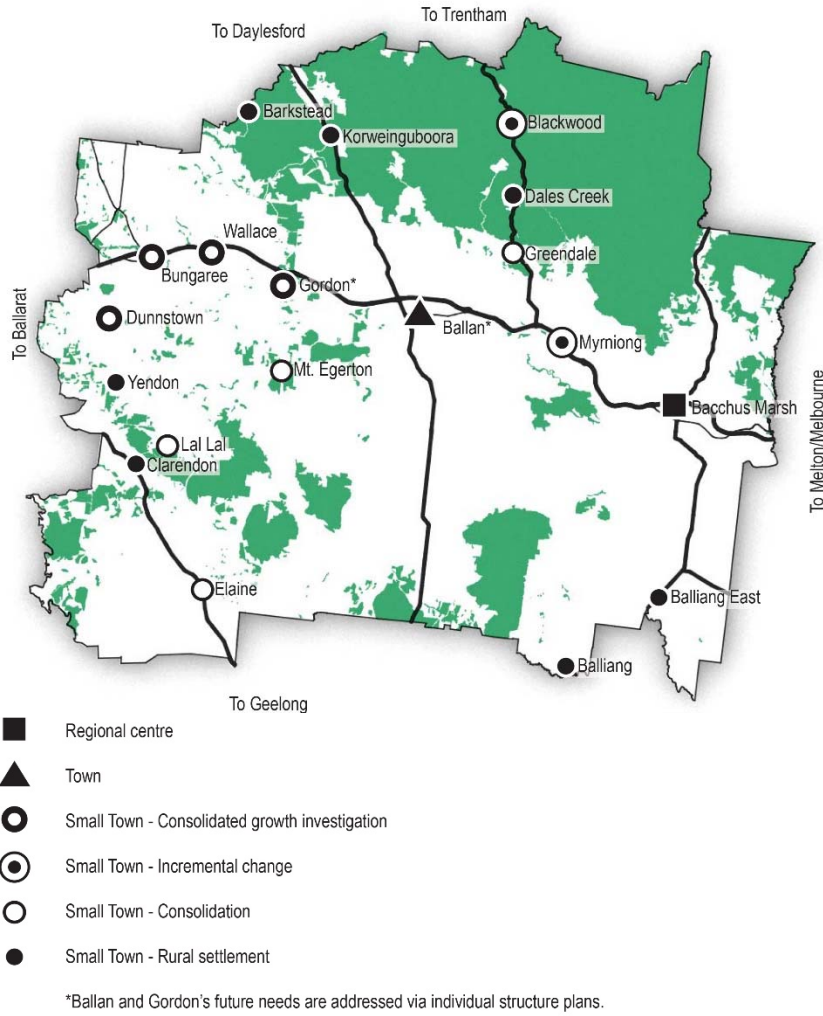 To Trentham
To Daylesford
Barkstead
Blackwood
Korweinguboora
Dales Creek
Wallace
Greendale
Bungaree
Gordon*
To Ballarat
Dunnstown
Ballan*
Myrniong
Mt. Egerton
Yendon
Bacchus Marsh
To Melton/Melbourne
Lal Lal
Clarendon
Elaine
Balliang East
Balliang
To Geelong
Regional centre
Town
Small Town - Consolidated growth investigation
Small Town - Incremental change
Small Town - Consolidation
Small Town - Rural settlement
*Ballan and Gordon's future needs are addressed via individual structure plans.